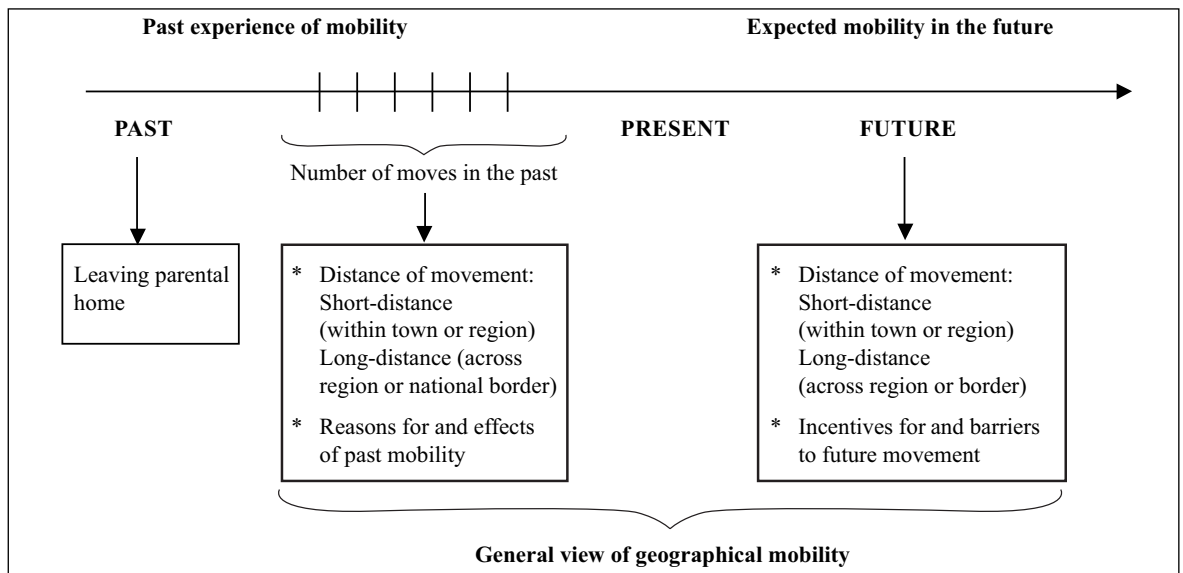 Past experience of mobility
Expected mobility in the future
PAST
PRESENT
FUTURE
Number of moves in the past
Leaving parental
home
* Distance of movement:
Short-distance
(within town or region)
Long-distance (across
region or national border)
* Reasons for and effects
of past mobility
* Distance of movement:
Short-distance
(within town or region)
Long-distance
(across region or border)
* Incentives for and barriers
to future movement
General view of geographical mobility